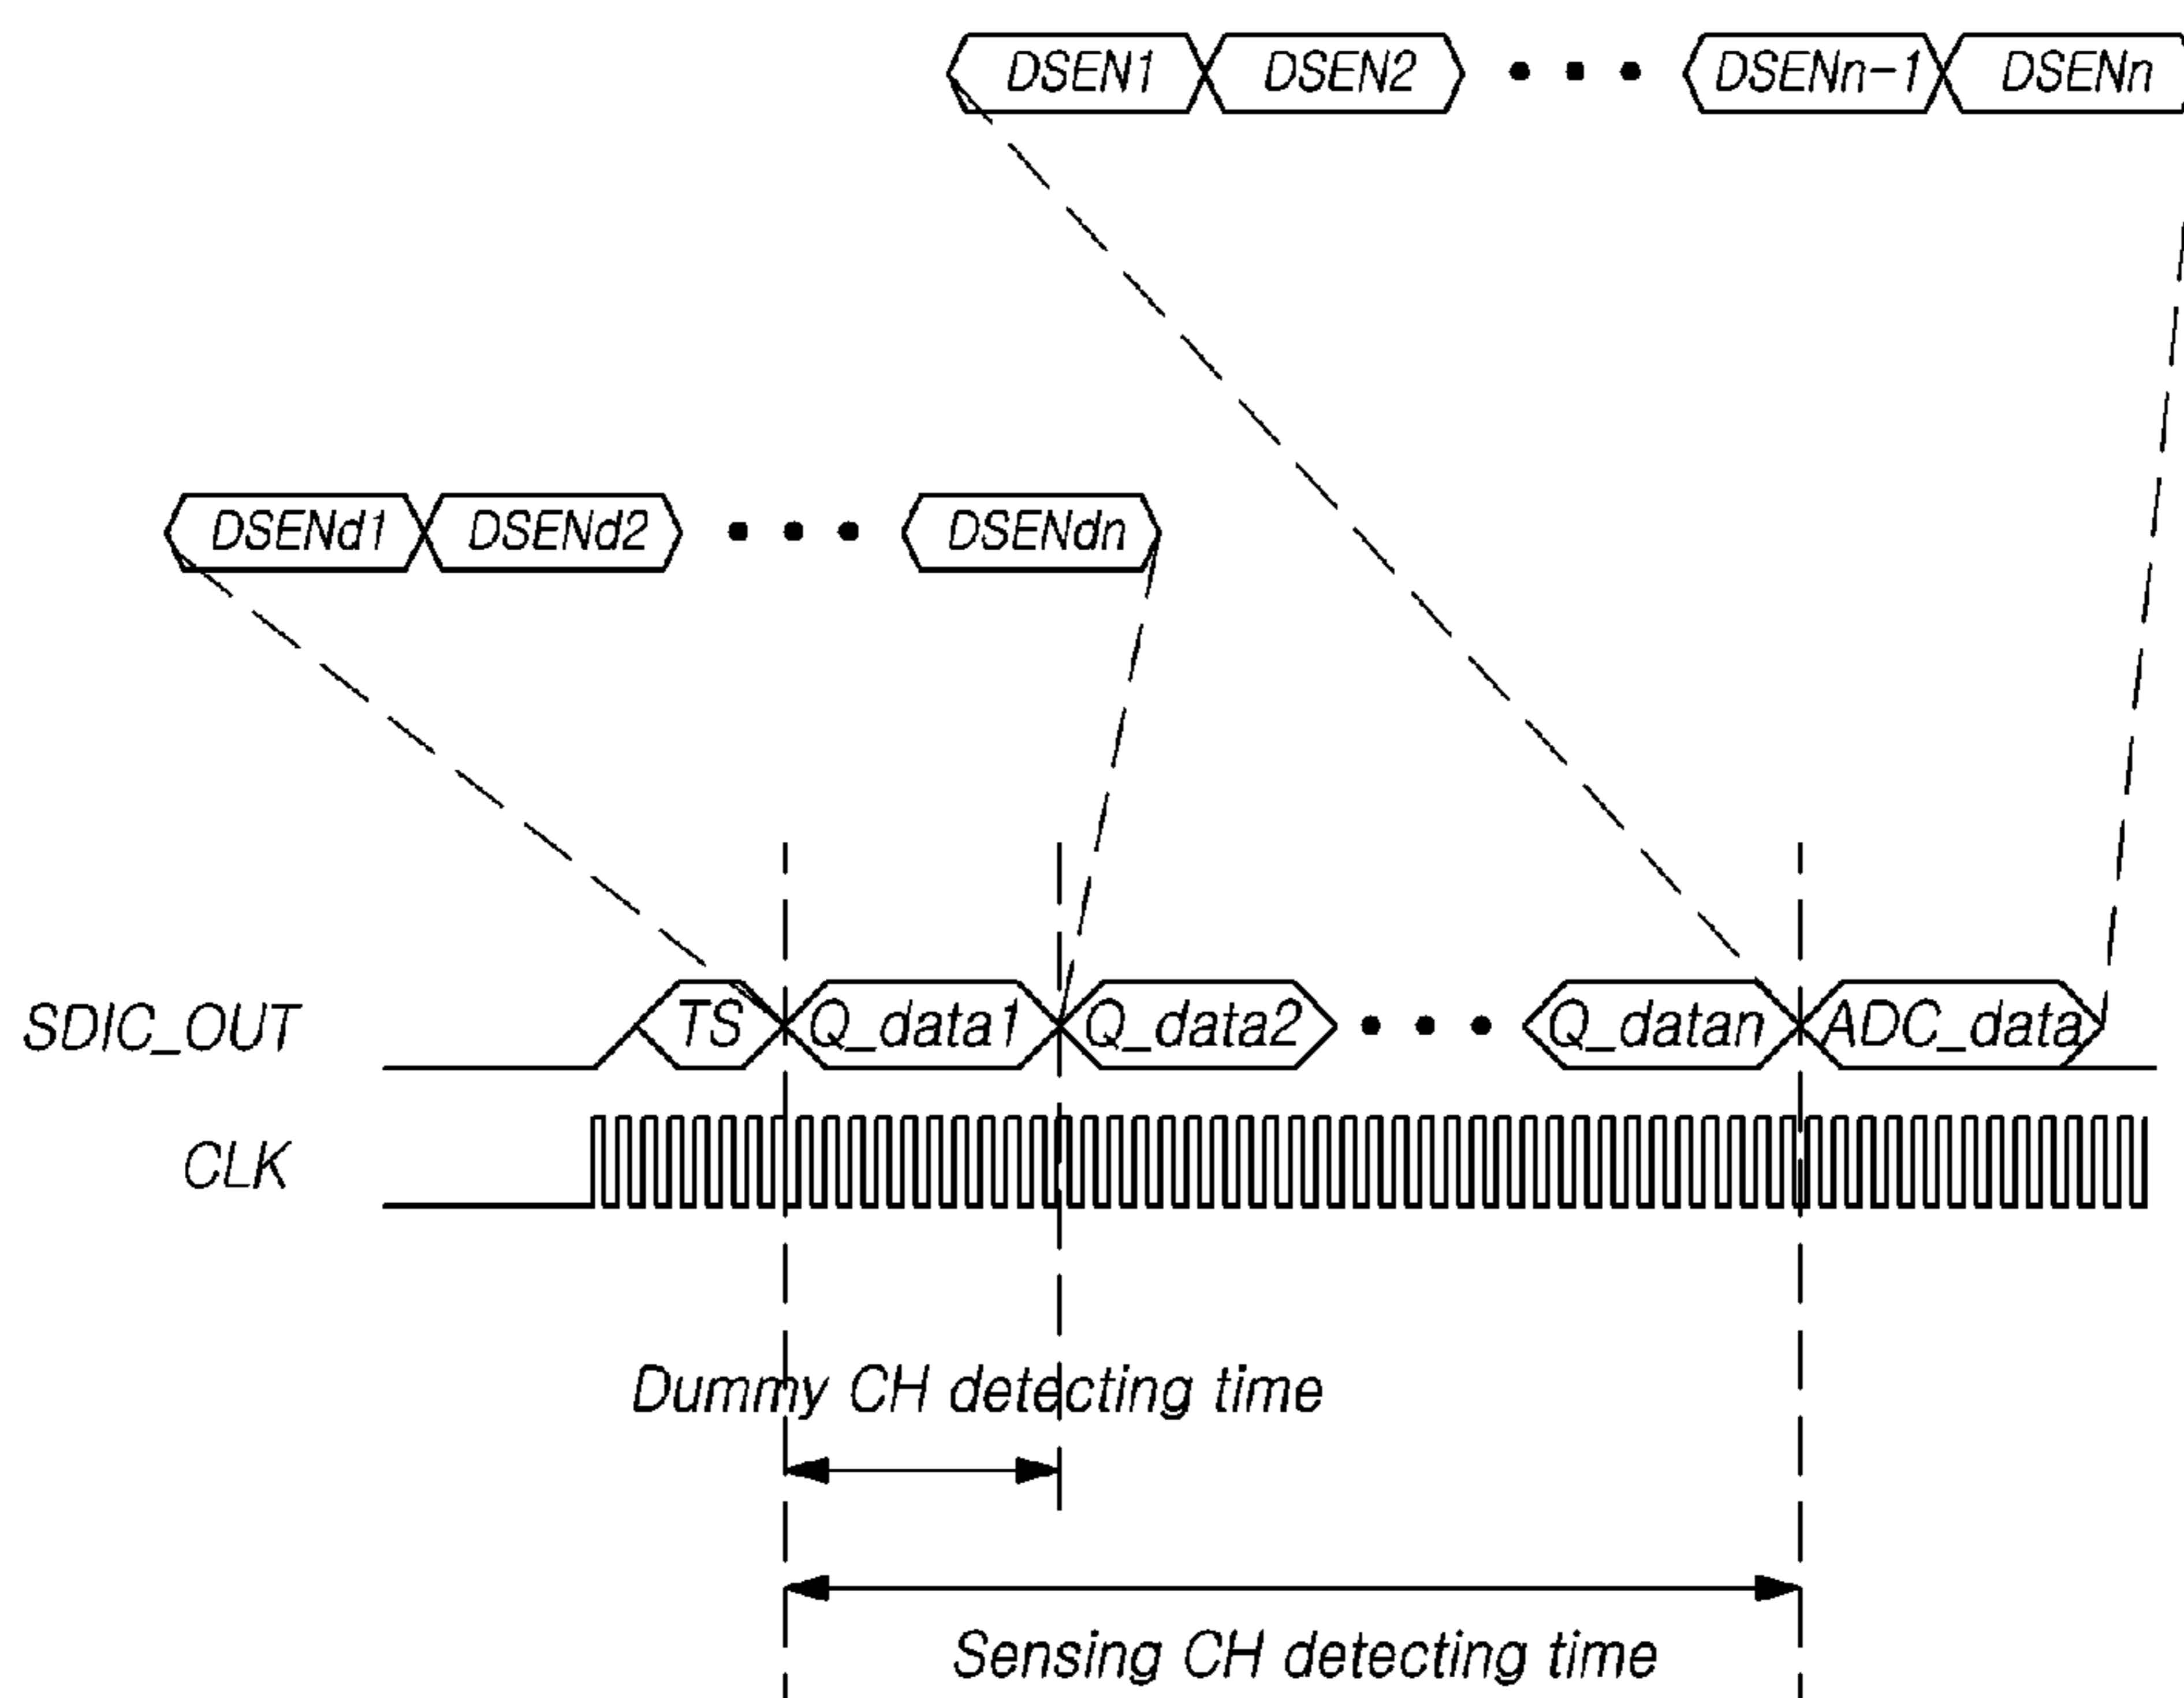 DSEN1 DSEN2 DSENn-1 DSENn
DSENd1 DSENd2 DSENdn
SDIC_OUT TS Q_data1 Q_data2 Q_datan ADC_data
CLK
Dummy CH detecting time
Sensing CH detecting time